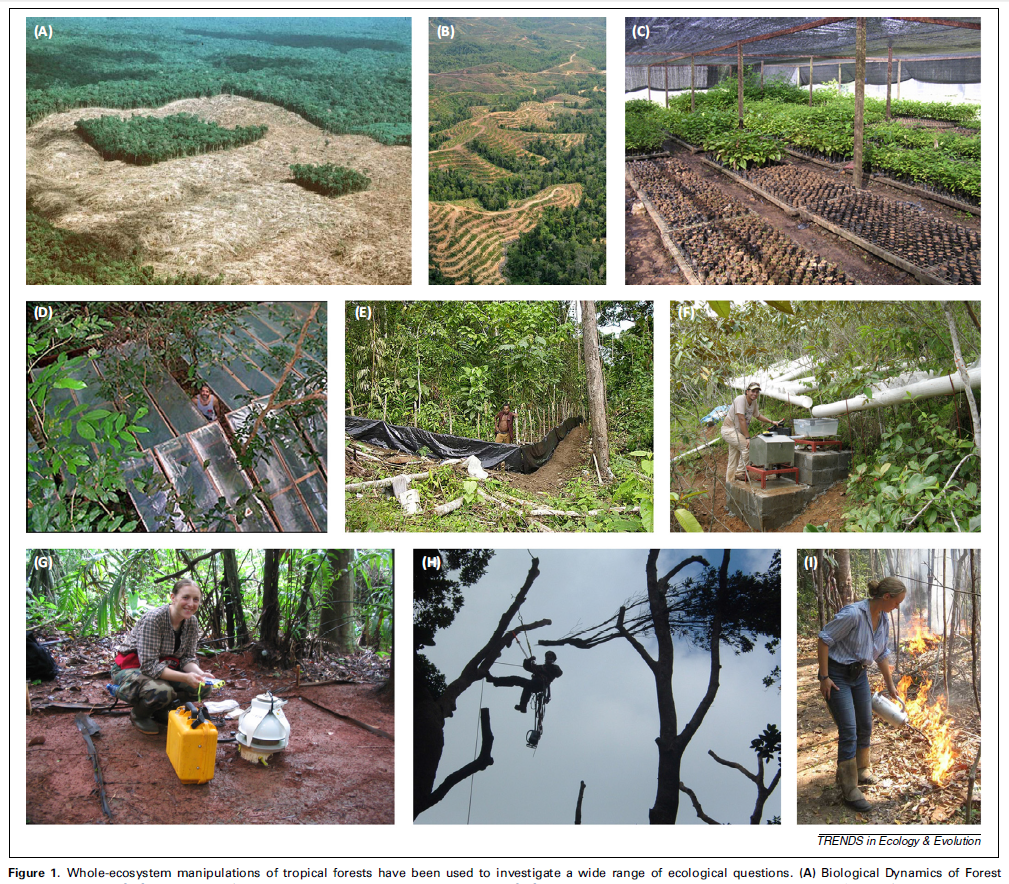 (A)
(B)
(C)
(D)
(E)
(F)
(G)
(H)
(I)
TRENDS in Ecology & Evolution
Figure 1. Whole-ecosystem manipulations of tropical forests have been used to investigate a wide range of ecological questions. (A) Biological Dynamics of Forest